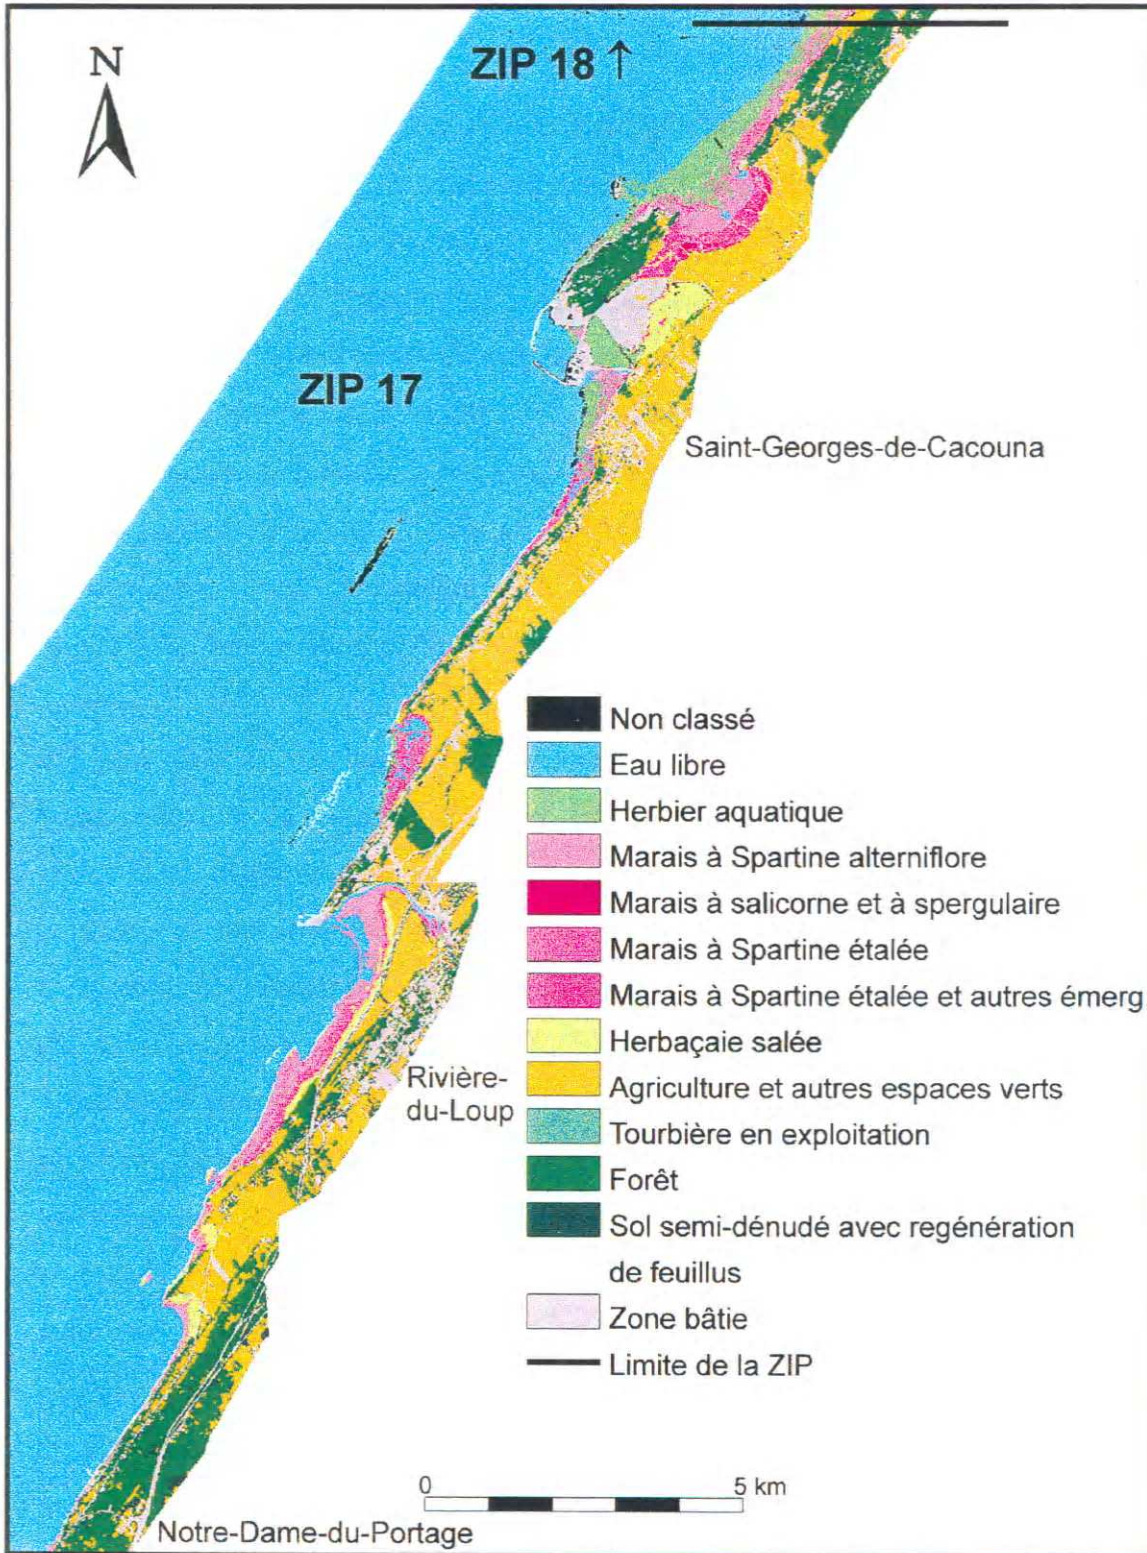 ZIP 18 ↑
N
ZIP 17
Saint-Georges-de-Cacouna
Non classé
Eau libre
Herbier aquatique
Marais à Spartine alterniflore
Marais à salicorne et à spergulaire
Marais à Spartine étalée
Marais à Spartine étalée et autres émerg
Herbaçaie salée
Agriculture et autres espaces verts
Tourbière en exploitation
Forêt
Sol semi-dénudé avec regénération
de feuillus
Zone bâtie
Limite de la ZIP
Rivière-
du-Loup
0 5 km
Notre-Dame-du-Portage